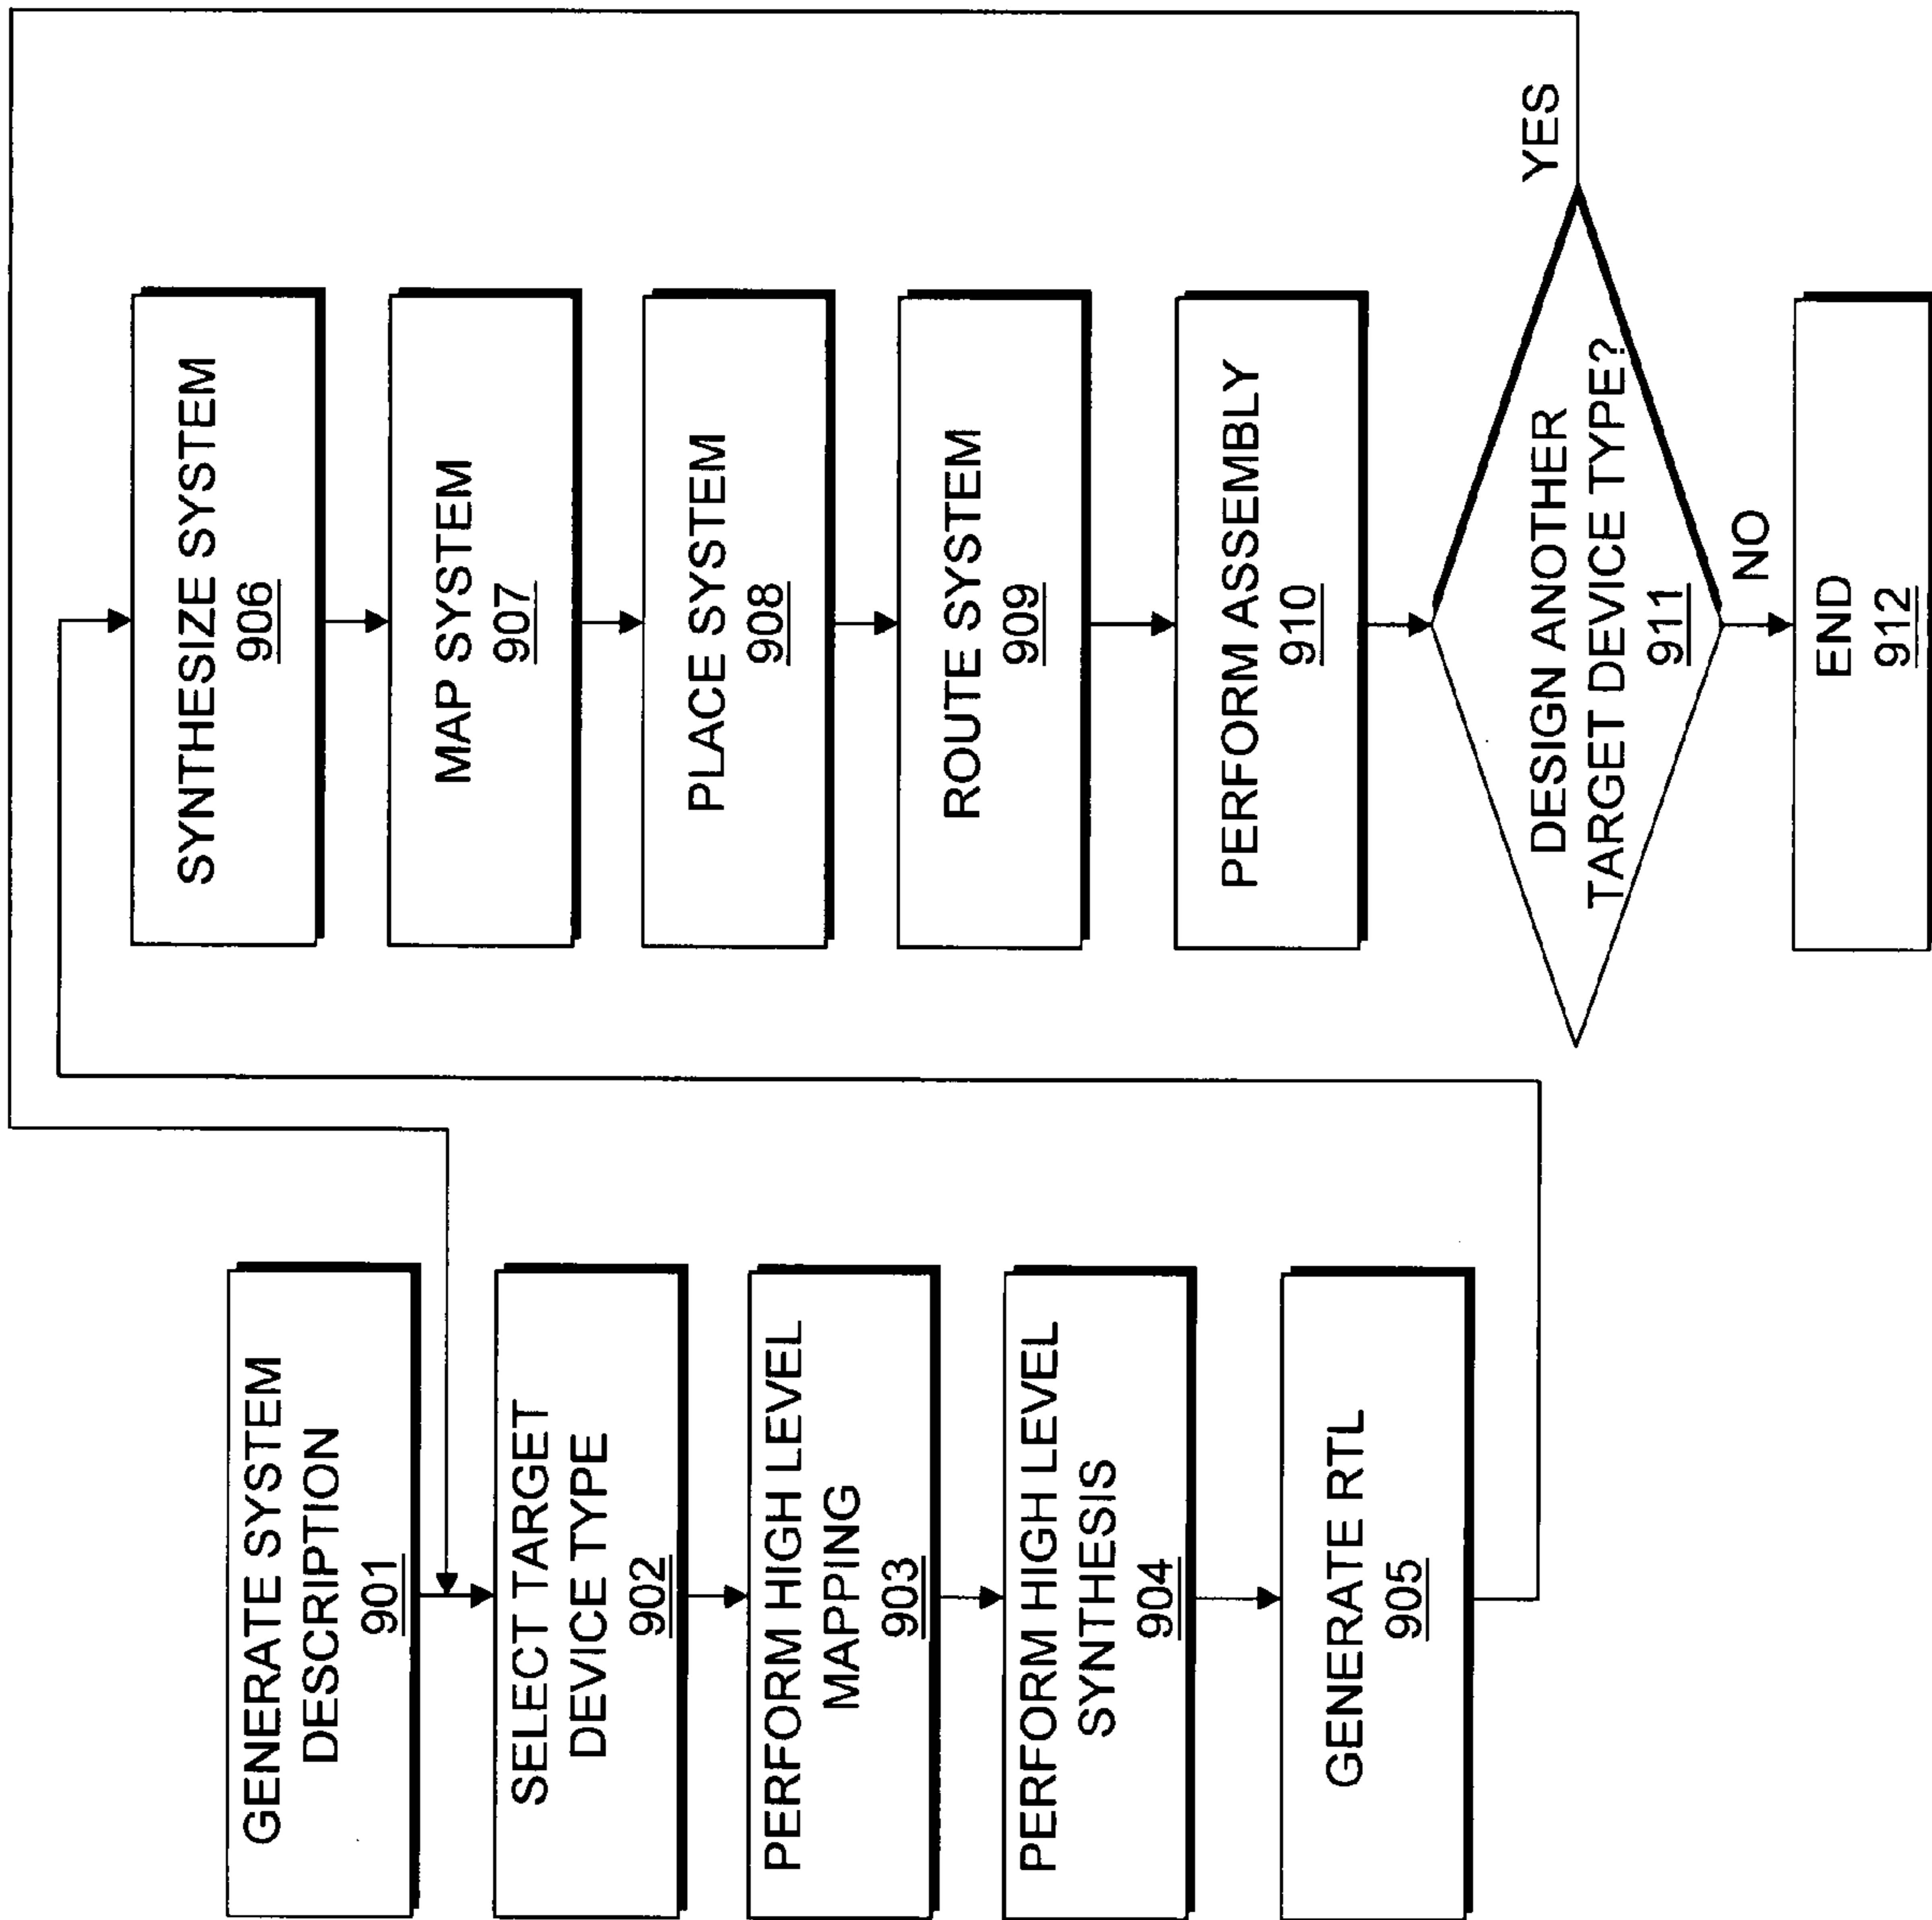 GENERATE SYSTEM
DESCRIPTION
901
SELECT TARGET
DEVICE TYPE
902
PERFORM HIGH LEVEL
MAPPING
903
PERFORM HIGH LEVEL
SYNTHESIS
904
GENERATE RTL
905
SYNTHESIZE SYSTEM
906
MAP SYSTEM
907
PLACE SYSTEM
908
ROUTE SYSTEM
909
PERFORM ASSEMBLY
910
DESIGN ANOTHER
TARGET DEVICE TYPE?
911
YES
NO
END
912